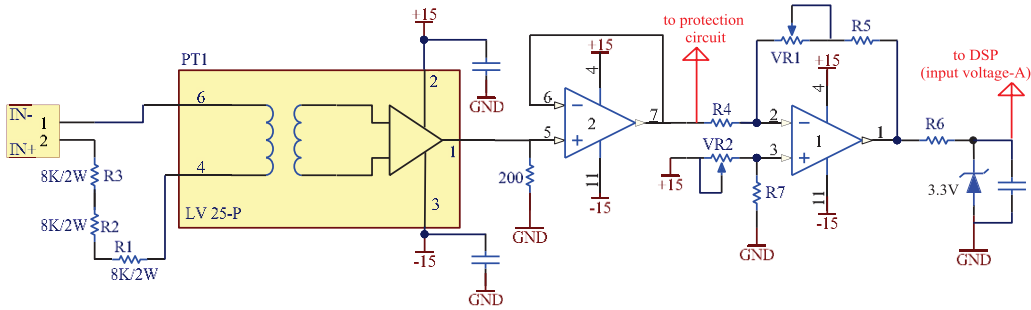 +15
PT1
2
GND
IN-
1
2
IN+
6
4
1
3
8K/2W
R3
8K/2W
R2
R1
8K/2W
LV 25-P
-15
GND
+15
4
6
5
2
7
11
-15
200
GND
to protection
circuit
VR1
R5
+15
4
R4
2
3
1
1
VR2
+15
R7
11
-15
GND
R6
to DSP
(input voltage-A)
3.3V
GND